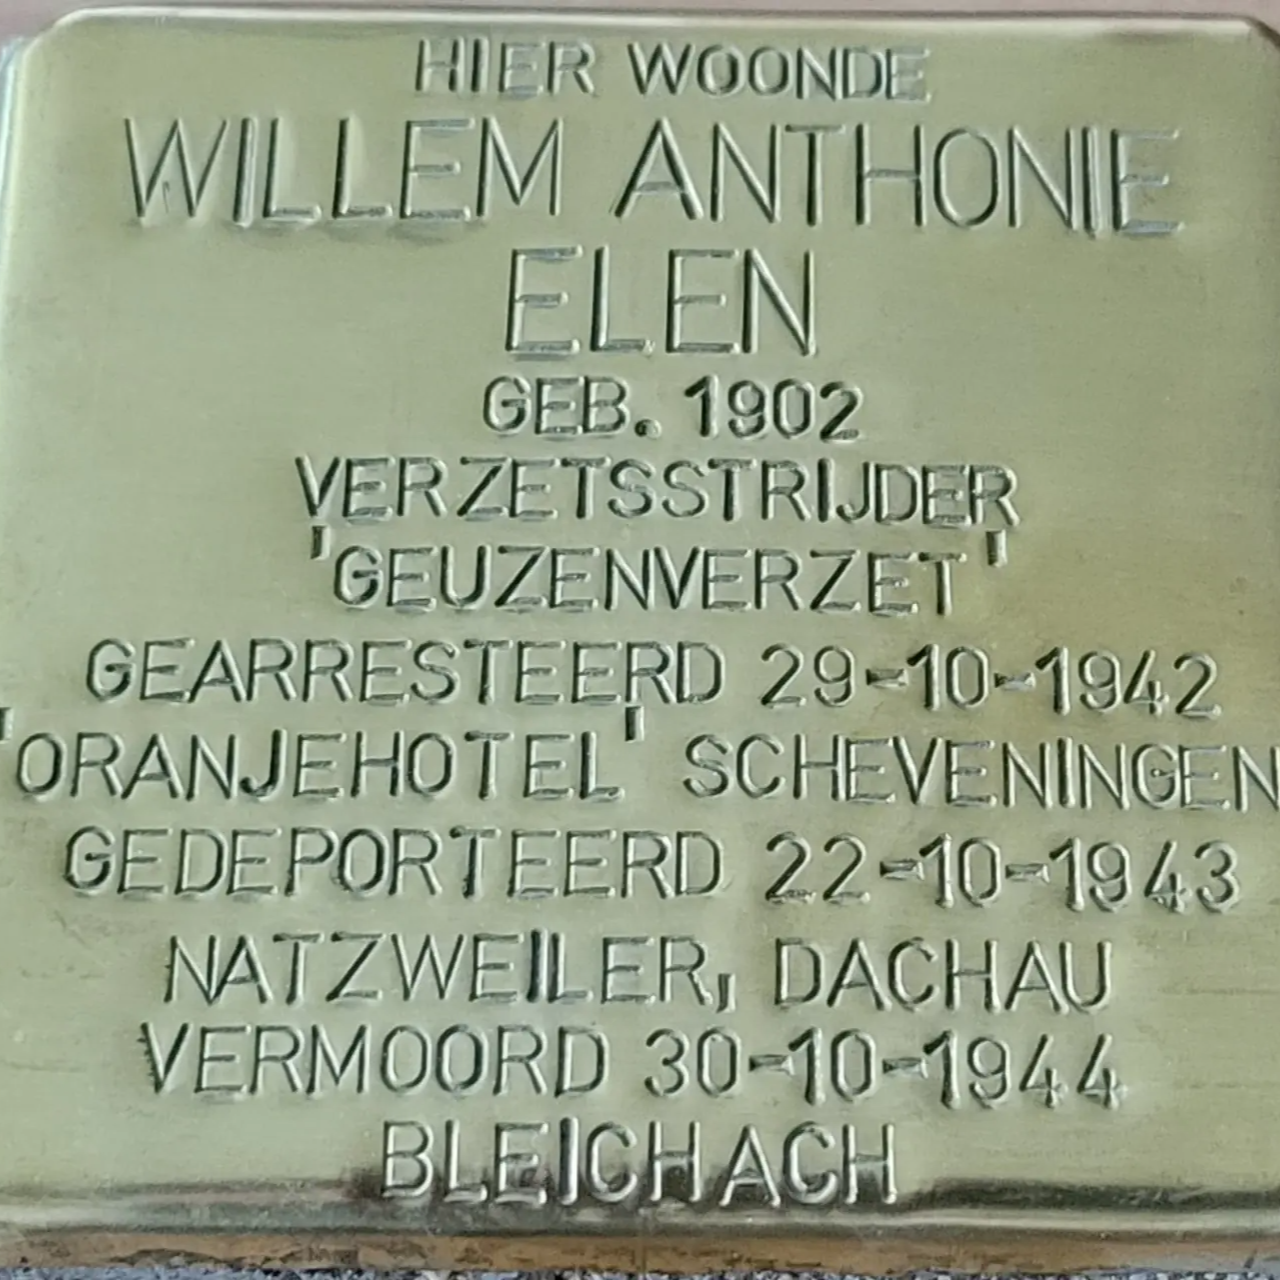 HIER WOONDE
WILLEM ANTHONIE
ELEN
GEB. 1902
VERZETSSTRIJDER
'GEUZENVERZET'
GEARRESTEERD 29-10-1942
'ORANJEHOTEL' SCHEVENINGEN
GEDEPORTEERD 22-10-1943
NATZWEILER, DACHAU
VERMOORD 30-10-1944
BLEICHACH